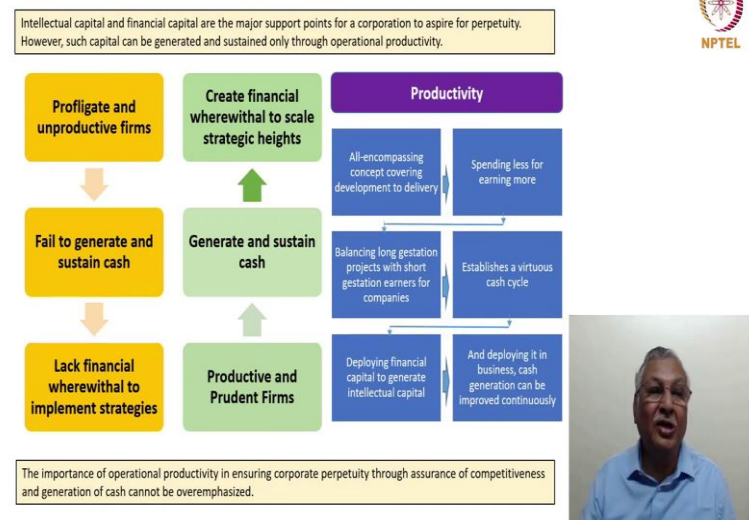 Intellectual capital and financial capital are the major support points for a corporation to aspire for perpetuity.
However, such capital can be generated and sustained only through operational productivity.
NPTEL
Profligate and
unproductive firms
Fail to generate and
sustain cash
Lack financial
wherewithal to
implement strategies
Create financial
wherewithal to scale
strategic heights
Generate and sustain
cash
Productive and
Prudent Firms
Productivity
All-encompassing
concept covering
development to delivery
Spending less for
earning more
Balancing long gestation
projects with short
gestation earners for
companies
Establishes a virtuous
cash cycle
Deploying financial
capital to generate
intellectual capital
And deploying it in
business, cash
generation can be
improved continuously
The importance of operational productivity in ensuring corporate perpetuity through assurance of competitiveness
and generation of cash cannot be overemphasized.